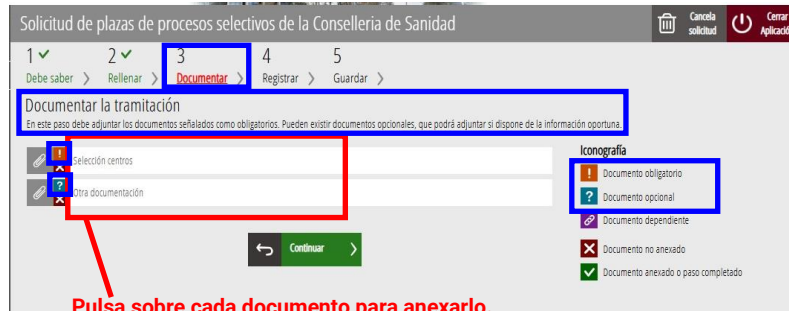 Solicitud de plazas de procesos selectivos de la Conselleria de Sanidad
Cancela solicitud
Cerrar Aplicació
1 2 3 4 5
Debe saber Rellenar Documentar Registrar Guardar
Documentar la tramitación
En este paso debe adjuntar los documentos señalados como obligatorios. Pueden existir documentos opcionales, que podrá adjuntar si dispone de la información oportuna.
! Selección centros
? Otra documentación
Continuar
Iconografía
! Documento obligatorio
? Documento opcional
Documento dependiente
Documento no anexado
Documento anexado o paso completado
Pulsa sobre cada documento para anexarlo